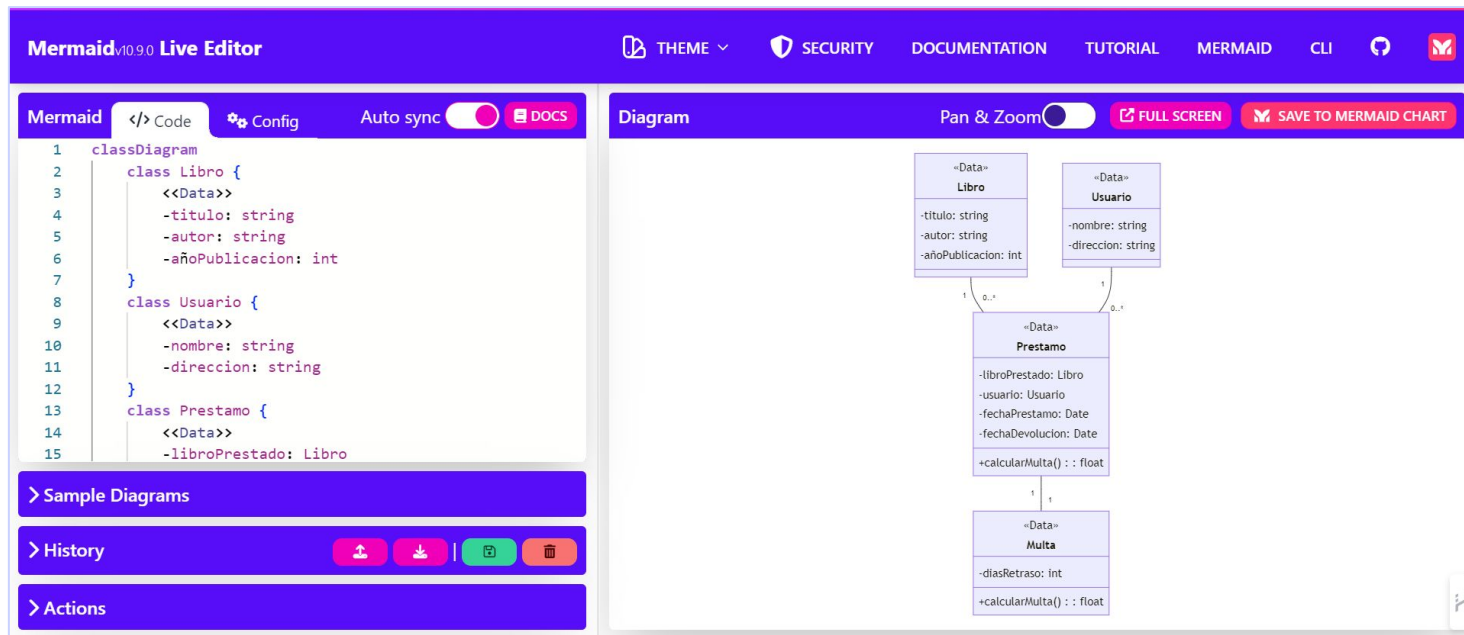 Mermaid v10.9.0 Live Editor
THEME
SECURITY
DOCUMENTATION
TUTORIAL
MERMAID
CLI
Mermaid
</> Code
Config
Auto sync
DOCS
1 classDiagram
2 class Libro {
3 <<Data>>
4 -titulo: string
5 -autor: string
6 -añoPublicacion: int
7 }
8 class Usuario {
9 <<Data>>
10 -nombre: string
11 -direccion: string
12 }
13 class Prestamo {
14 <<Data>>
15 -libroPrestado: Libro
Sample Diagrams
History
Actions
Diagram
Pan & Zoom
FULL SCREEN
SAVE TO MERMAID CHART
«Data»
Libro
-titulo: string
-autor: string
-añoPublicacion: int
«Data»
Usuario
-nombre: string
-direccion: string
1
0..*
1
0..*
«Data»
Prestamo
-libroPrestado: Libro
-usuario: Usuario
-fechaPrestamo: Date
-fechaDevolucion: Date
+calcularMulta() : : float
1
1
«Data»
Multa
-diasRetraso: int
+calcularMulta() : : float